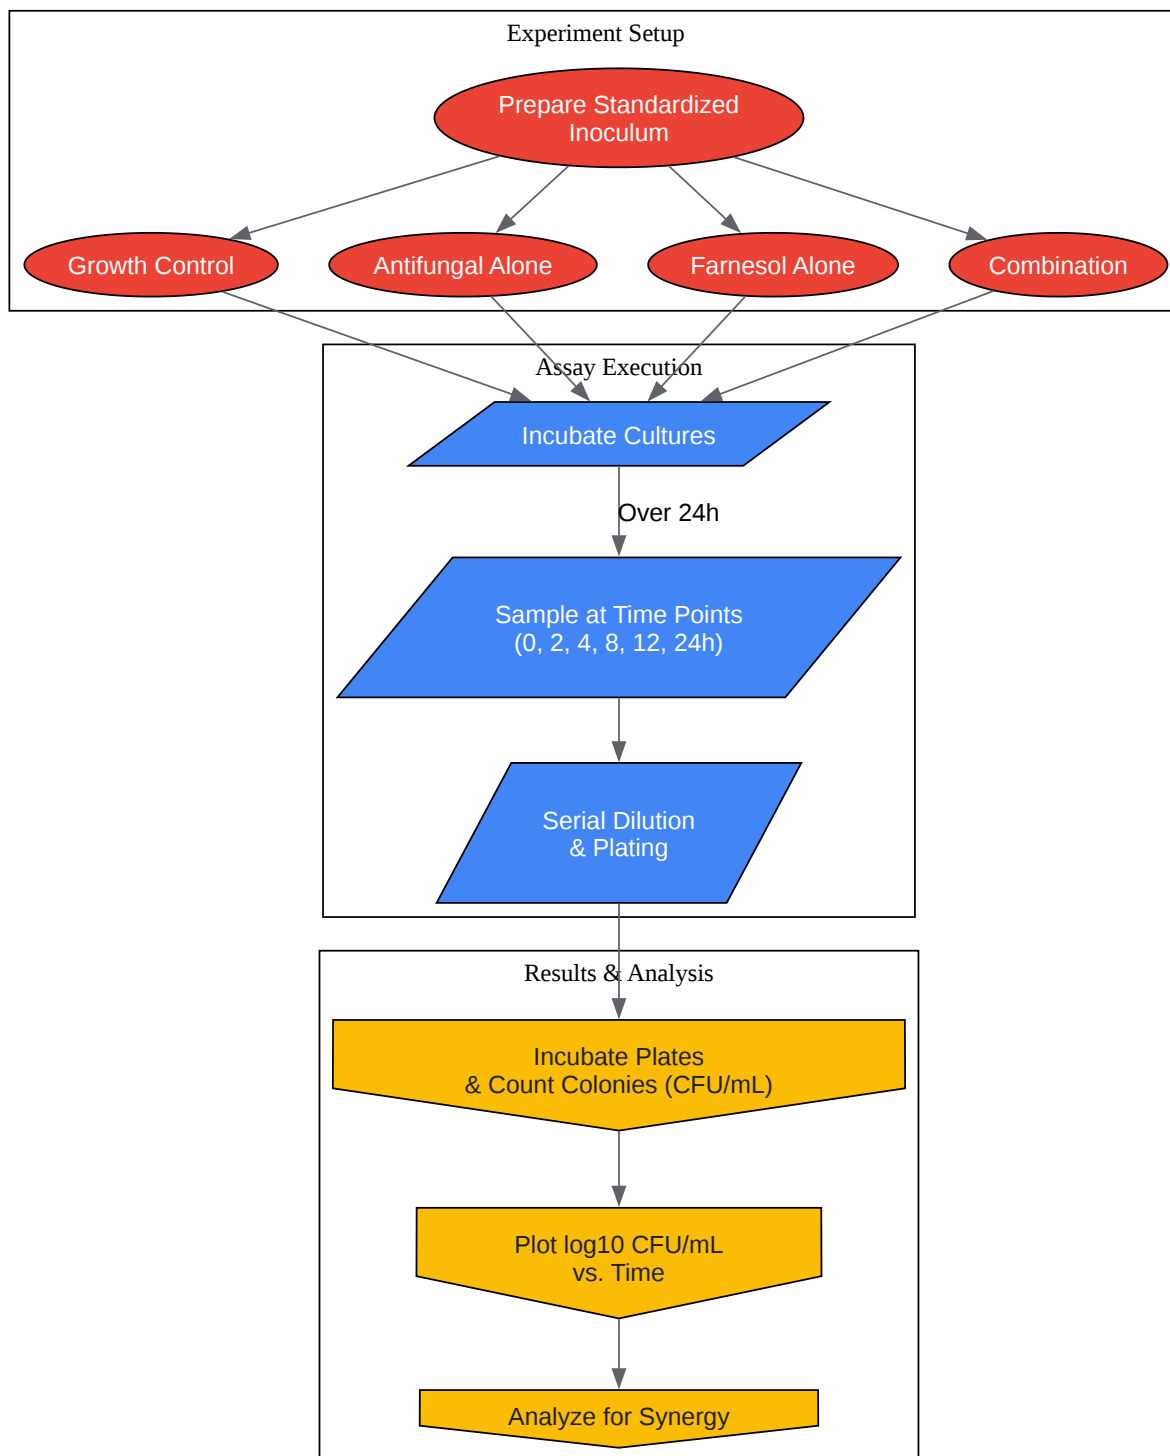 Experiment Setup
Prepare Standardized
Inoculum
Growth Control
Antifungal Alone
Farnesol Alone
Combination
Assay Execution
Incubate Cultures
Over 24h
Sample at Time Points
(0, 2, 4, 8, 12, 24h)
Serial Dilution
& Plating
Results & Analysis
Incubate Plates
& Count Colonies (CFU/mL)
Plot log10 CFU/mL
vs. Time
Analyze for Synergy